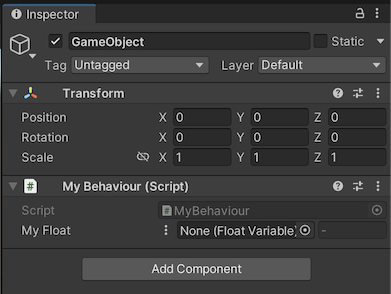 Inspector
GameObject Static
Tag Untagged Layer Default
Transform
Position X 0 Y 0 Z 0
Rotation X 0 Y 0 Z 0
Scale X 1 Y 1 Z 1
# My Behaviour (Script)
Script # MyBehaviour
My Float None (Float Variable) -
Add Component